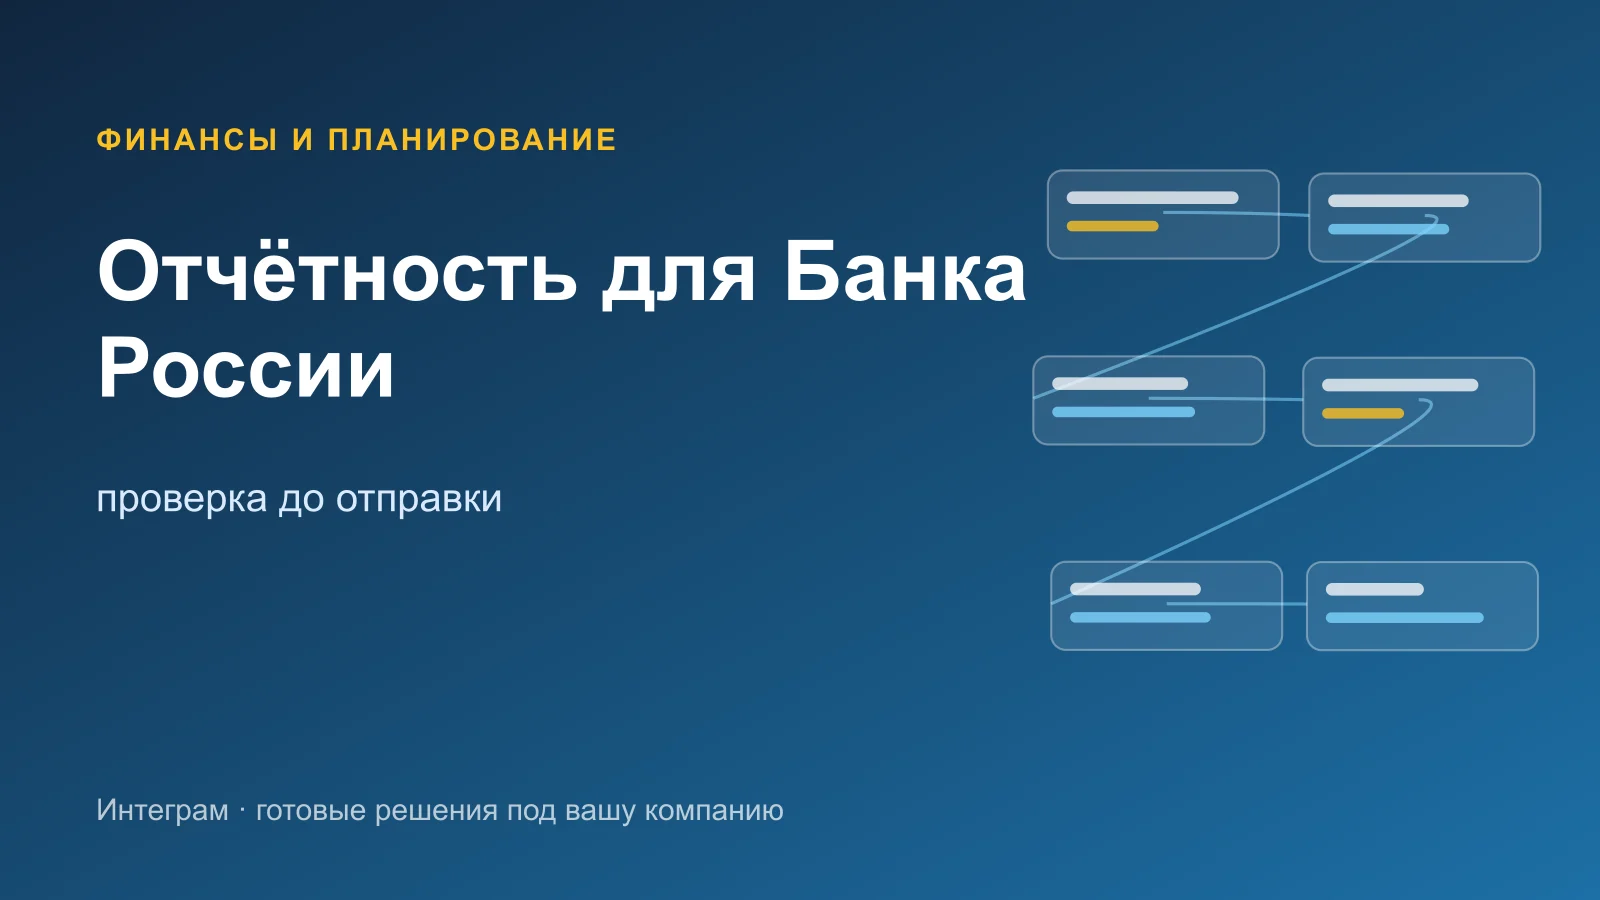 ФИНАНСЫ И ПЛАНИРОВАНИЕ
Отчётность для Банка
России
проверка до отправки
Интеграм · готовые решения под вашу компанию